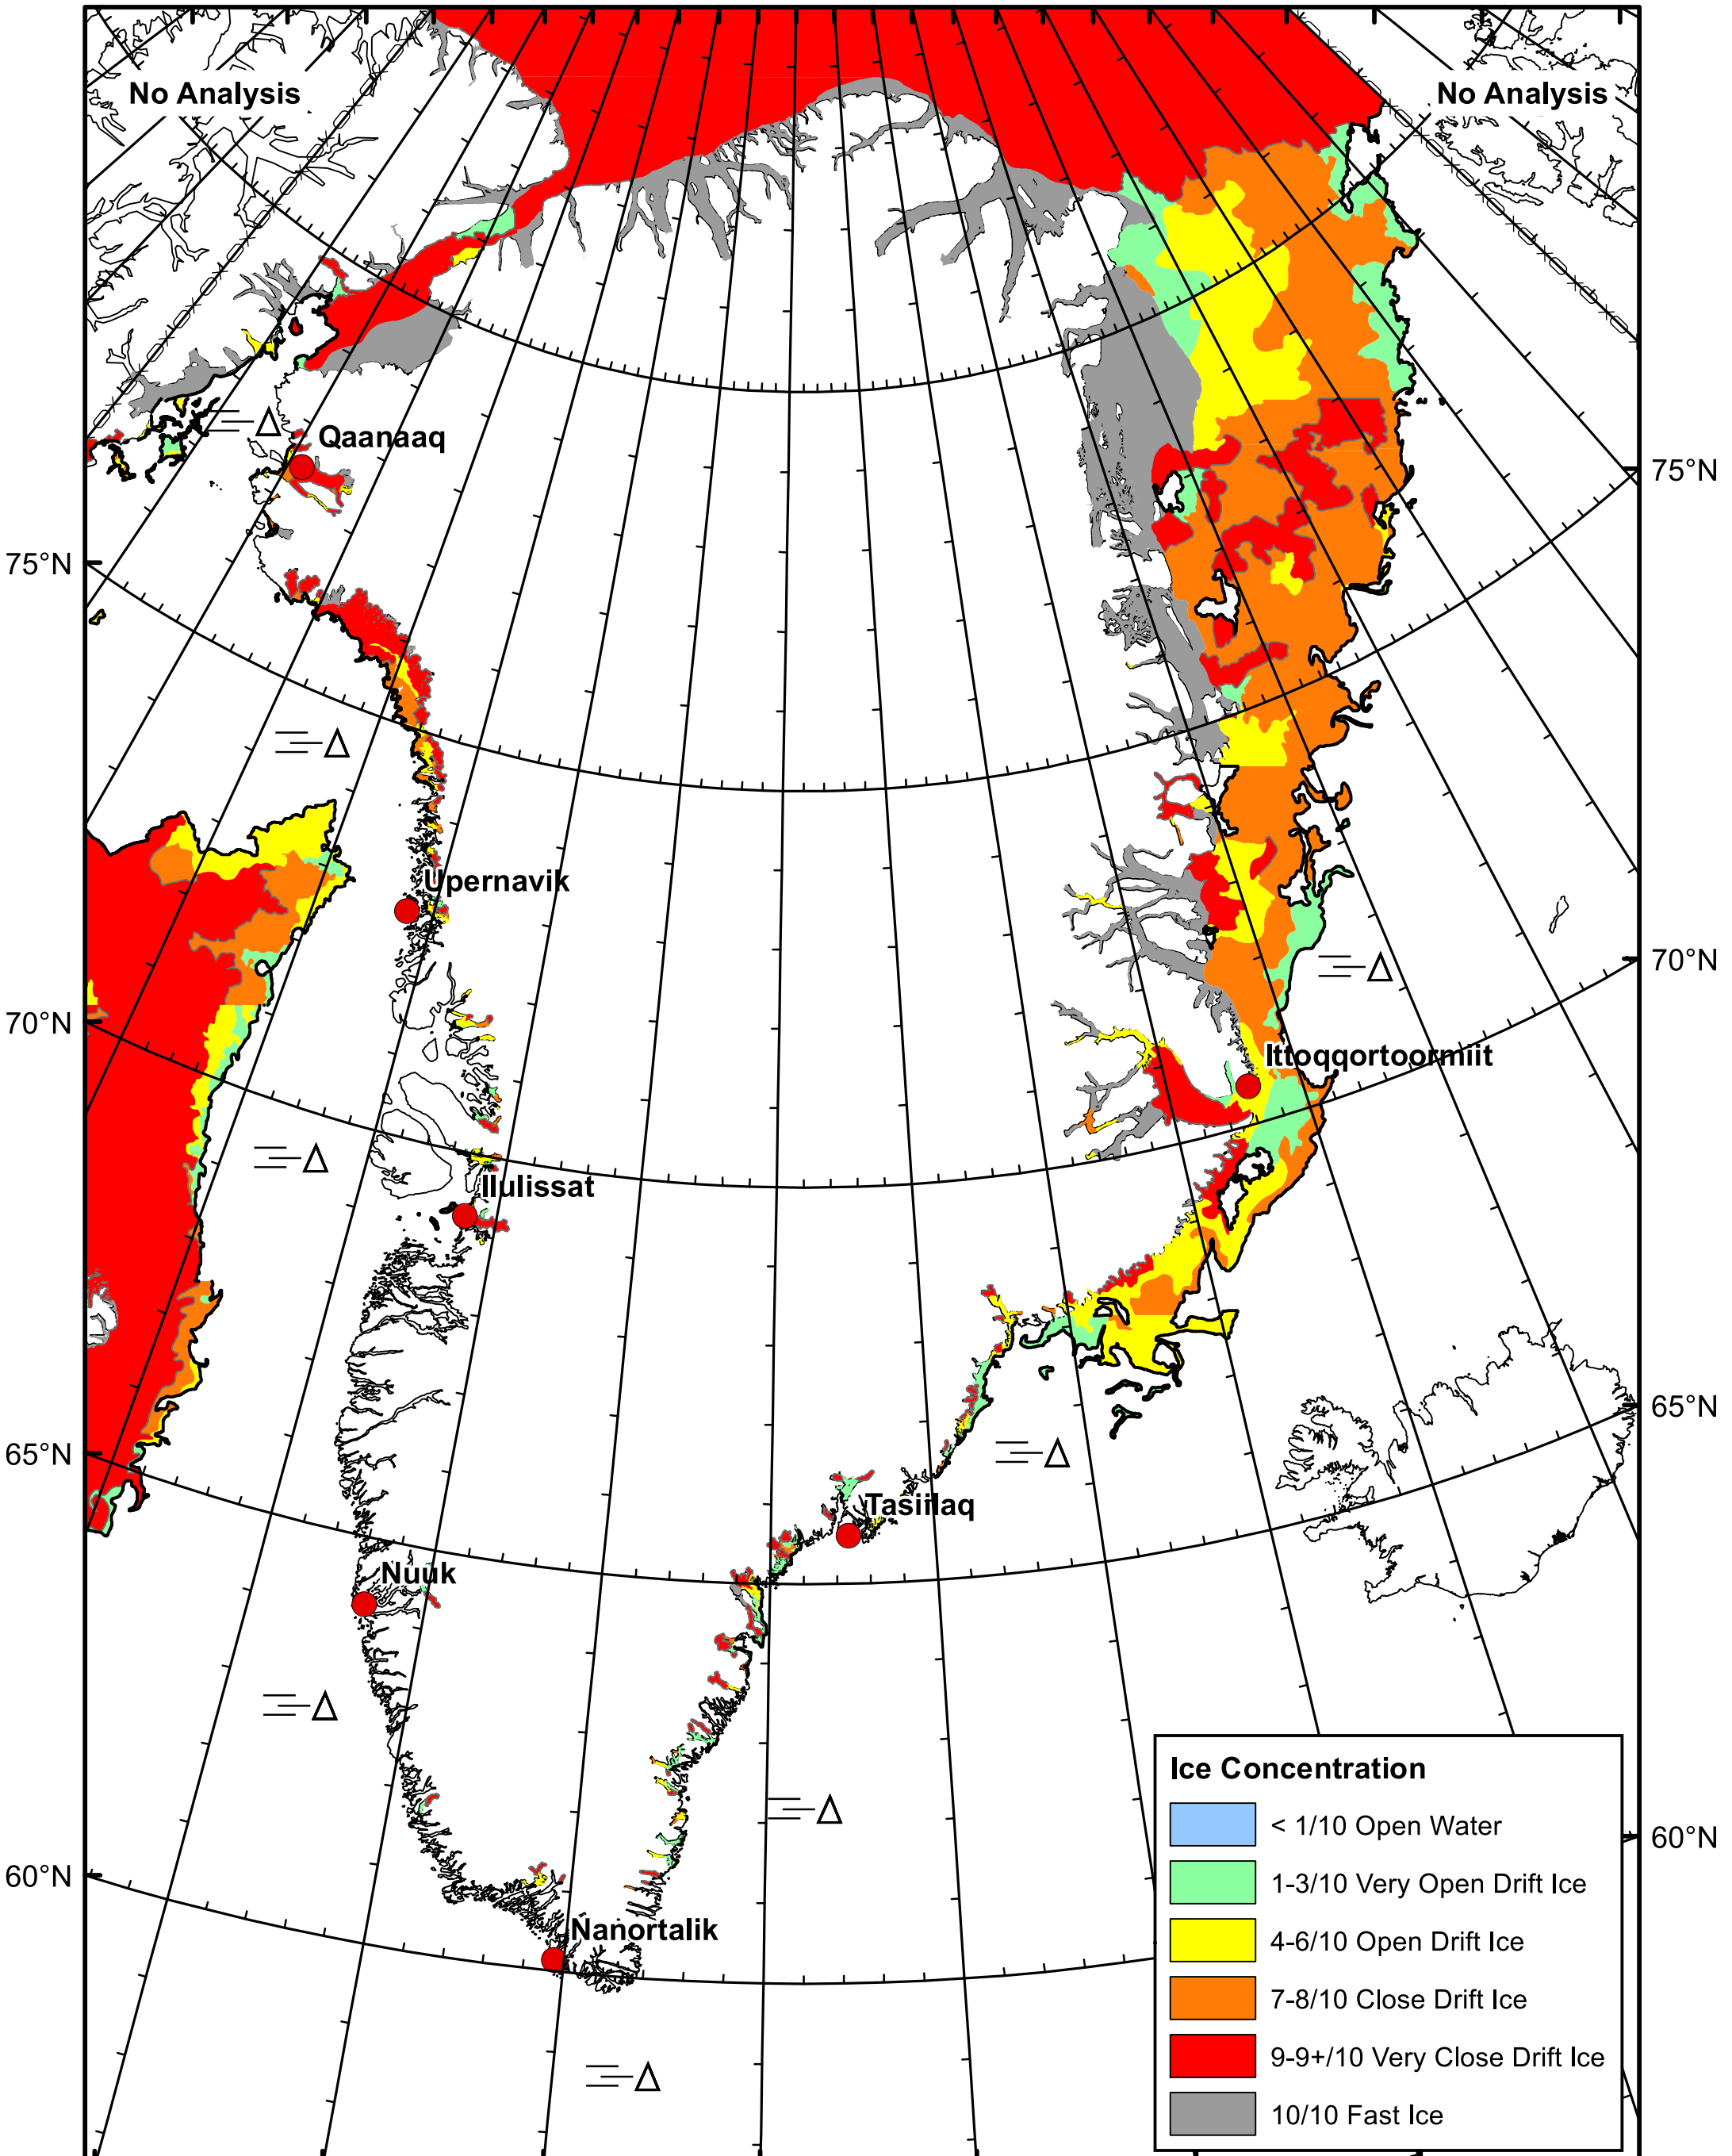 No Analysis
No Analysis
Qaanaaq
75°N
75°N
Upernavik
70°N
70°N
Ittoqqortoormiit
Ilulissat
65°N
65°N
Tasiilaq
Nuuk
60°N
60°N
Nanortalik
Ice Concentration
< 1/10 Open Water
1-3/10 Very Open Drift Ice
4-6/10 Open Drift Ice
7-8/10 Close Drift Ice
9-9+/10 Very Close Drift Ice
10/10 Fast Ice